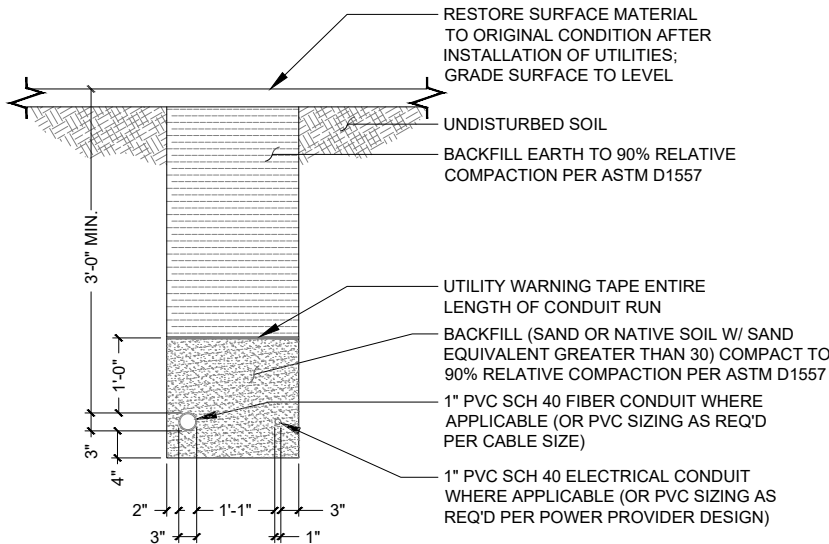 RESTORE SURFACE MATERIAL
TO ORIGINAL CONDITION AFTER
INSTALLATION OF UTILITIES;
GRADE SURFACE TO LEVEL
UNDISTURBED SOIL
BACKFILL EARTH TO 90% RELATIVE
COMPACTION PER ASTM D1557
3'-0" MIN.
UTILITY WARNING TAPE ENTIRE
LENGTH OF CONDUIT RUN
BACKFILL (SAND OR NATIVE SOIL W/ SAND
EQUIVALENT GREATER THAN 30) COMPACT TO
90% RELATIVE COMPACTION PER ASTM D1557
1'-0"
1" PVC SCH 40 FIBER CONDUIT WHERE
APPLICABLE (OR PVC SIZING AS REQ'D
PER CABLE SIZE)
3"
4"
1" PVC SCH 40 ELECTRICAL CONDUIT
WHERE APPLICABLE (OR PVC SIZING AS
REQ'D PER POWER PROVIDER DESIGN)
2" 1'-1" 3"
3" 1"